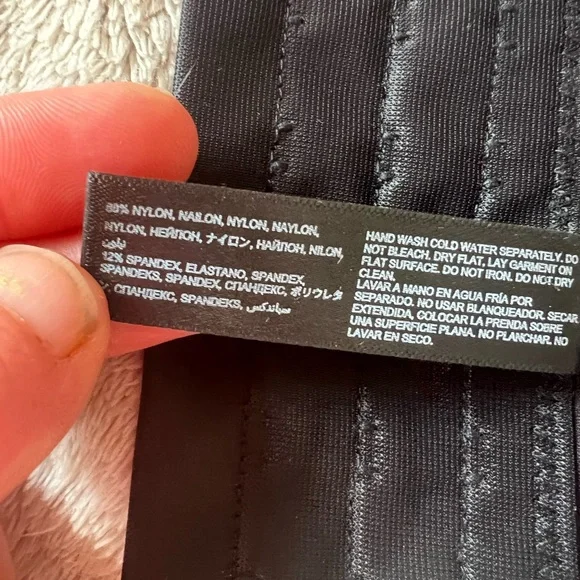 88% NYLON, NAILON, NYLON, NAYLON,
NYLON, НЕЙЛОН, ナイロン, НАЙЛОН, NILON,
نايلون
12% SPANDEX, ELASTANO, SPANDEX,
SPANDEKS, SPANDEX, СПАНДЕКС, ポリウレタ
, СПАНДЕКС, SPANDEKS, سباندكس
HAND WASH COLD WATER SEPARATELY. DO
NOT BLEACH. DRY FLAT, LAY GARMENT ON
FLAT SURFACE. DO NOT IRON. DO NOT DRY
CLEAN.
LAVAR A MANO EN AGUA FRÍA POR
SEPARADO. NO USAR BLANQUEADOR. SECAR
EXTENDIDA, COLOCAR LA PRENDA SOBRE
UNA SUPERFICIE PLANA. NO PLANCHAR. NO
LAVAR EN SECO.